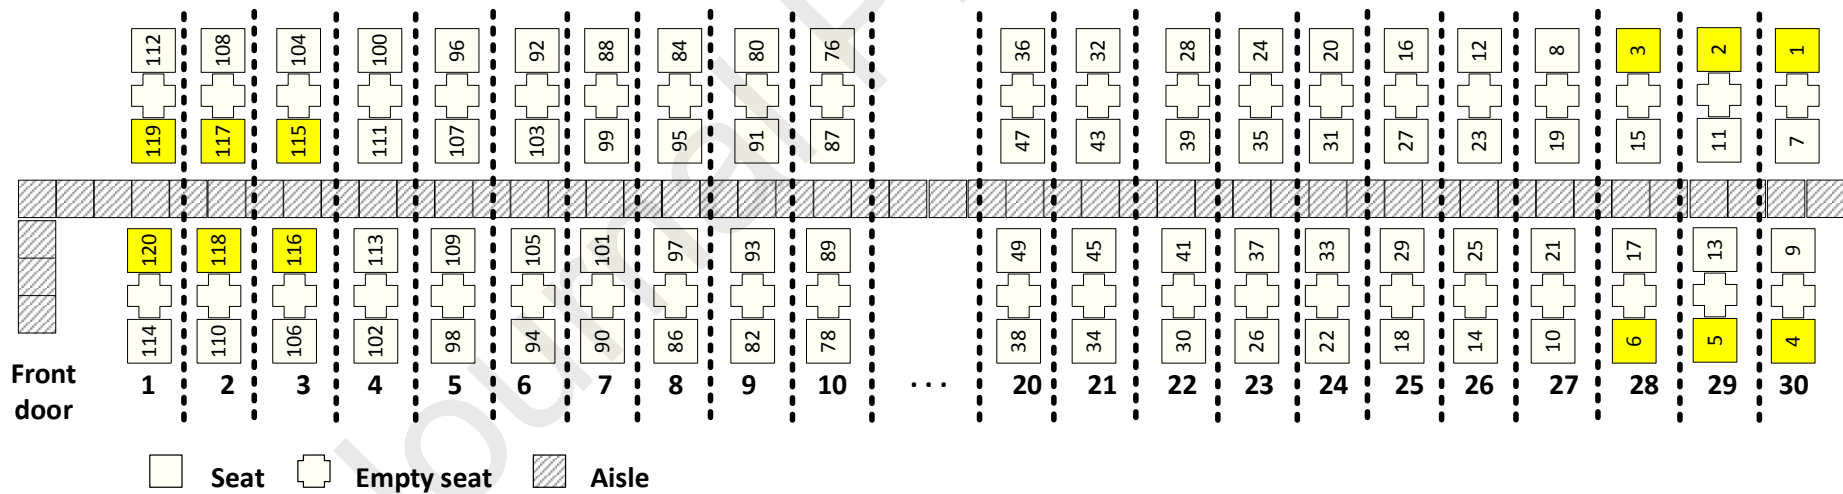 112 108 104 100 96 92 88 84 80 76 36 32 28 24 20 16 12 8 3 2 1
119 117 115 111 107 103 99 95 91 87 47 43 39 35 31 27 23 19 15 11 7
120 118 116 113 109 105 101 97 93 89 49 45 41 37 33 29 25 21 17 13 9
114 110 106 102 98 94 90 86 82 78 38 34 30 26 22 18 14 10 6 5 4
Front
door
1 2 3 4 5 6 7 8 9 10 ... 20 21 22 23 24 25 26 27 28 29 30
Seat Empty seat Aisle
Journal P